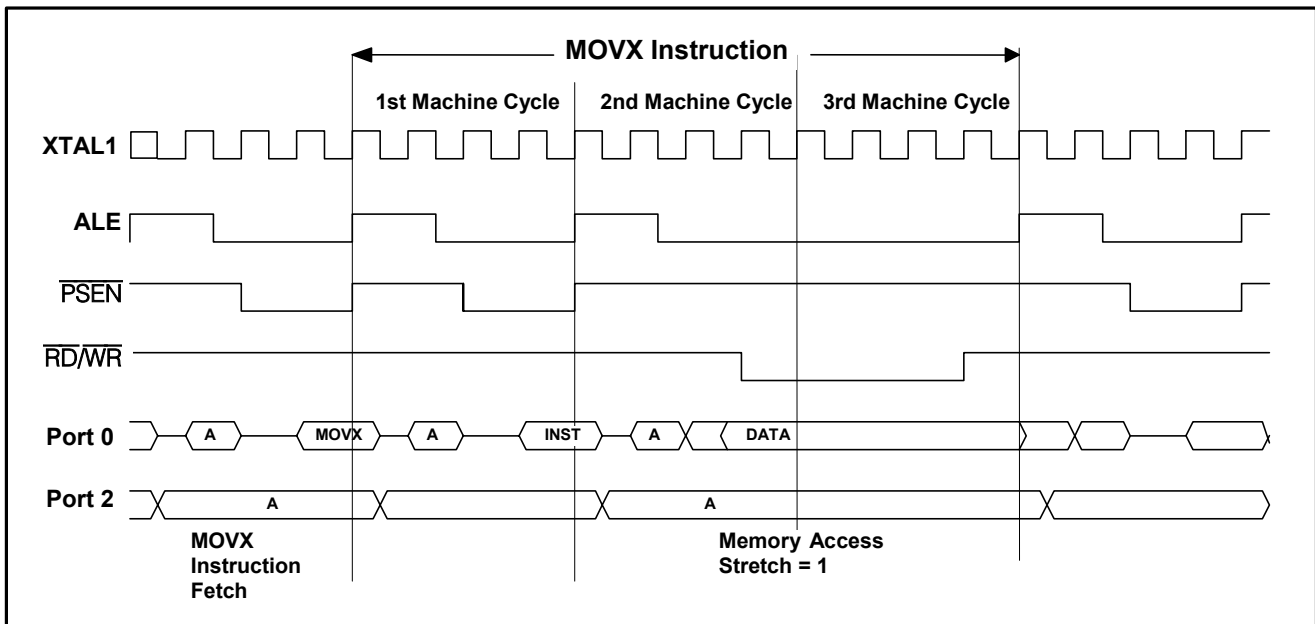 MOVX Instruction
1st Machine Cycle
2nd Machine Cycle
3rd Machine Cycle
XTAL1
ALE
PSEN
RD/WR
Port 0
A
MOVX
A
INST
A
DATA
Port 2
A
A
MOVX
Instruction
Fetch
Memory Access
Stretch = 1